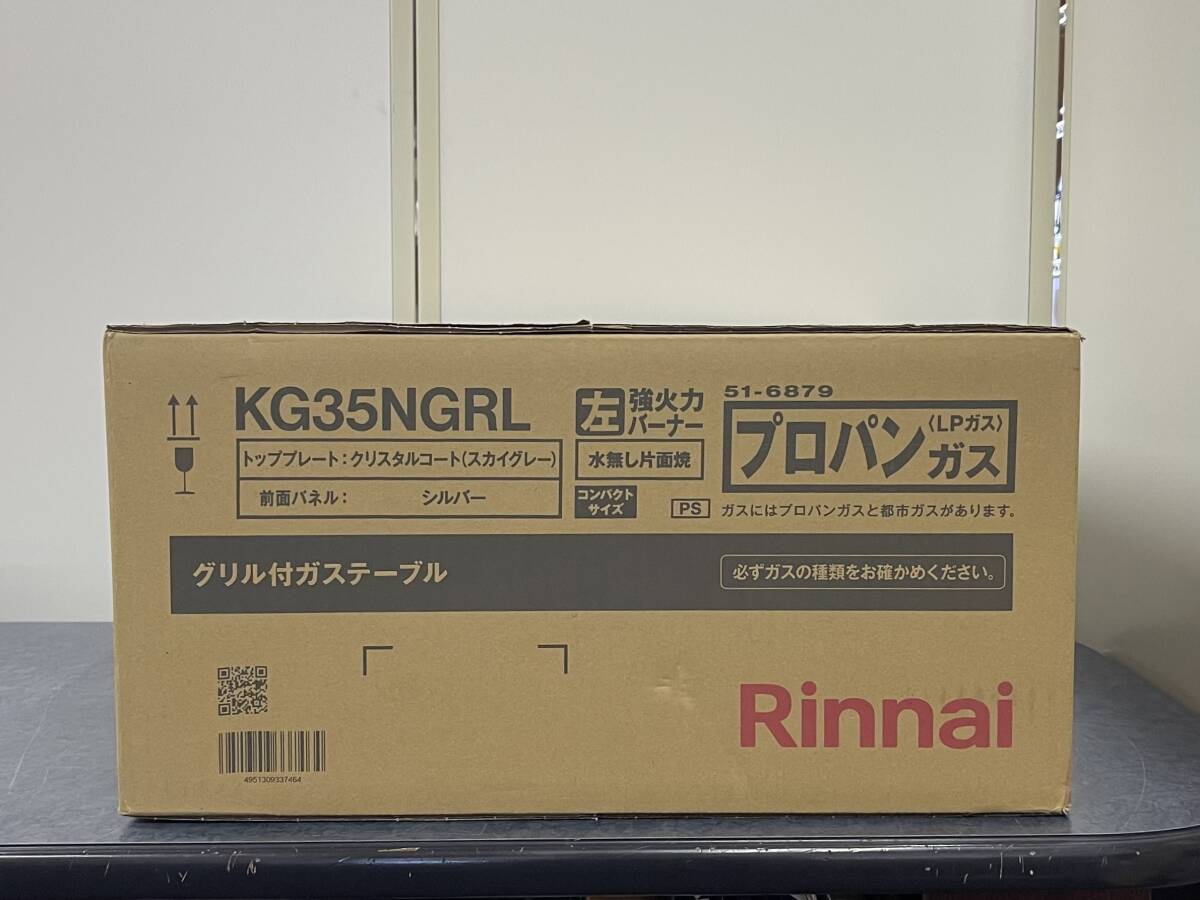 KG35NGRL
トッププレート：クリスタルコート(スカイグレー)
前面パネル： シルバー
左 強火力バーナー
水無し片面焼
コンパクトサイズ
PS
51-6879
プロパンガス〈LPガス〉
ガスにはプロパンガスと都市ガスがあります。
グリル付ガステーブル
必ずガスの種類をお確かめください。
4951309337464
Rinnai